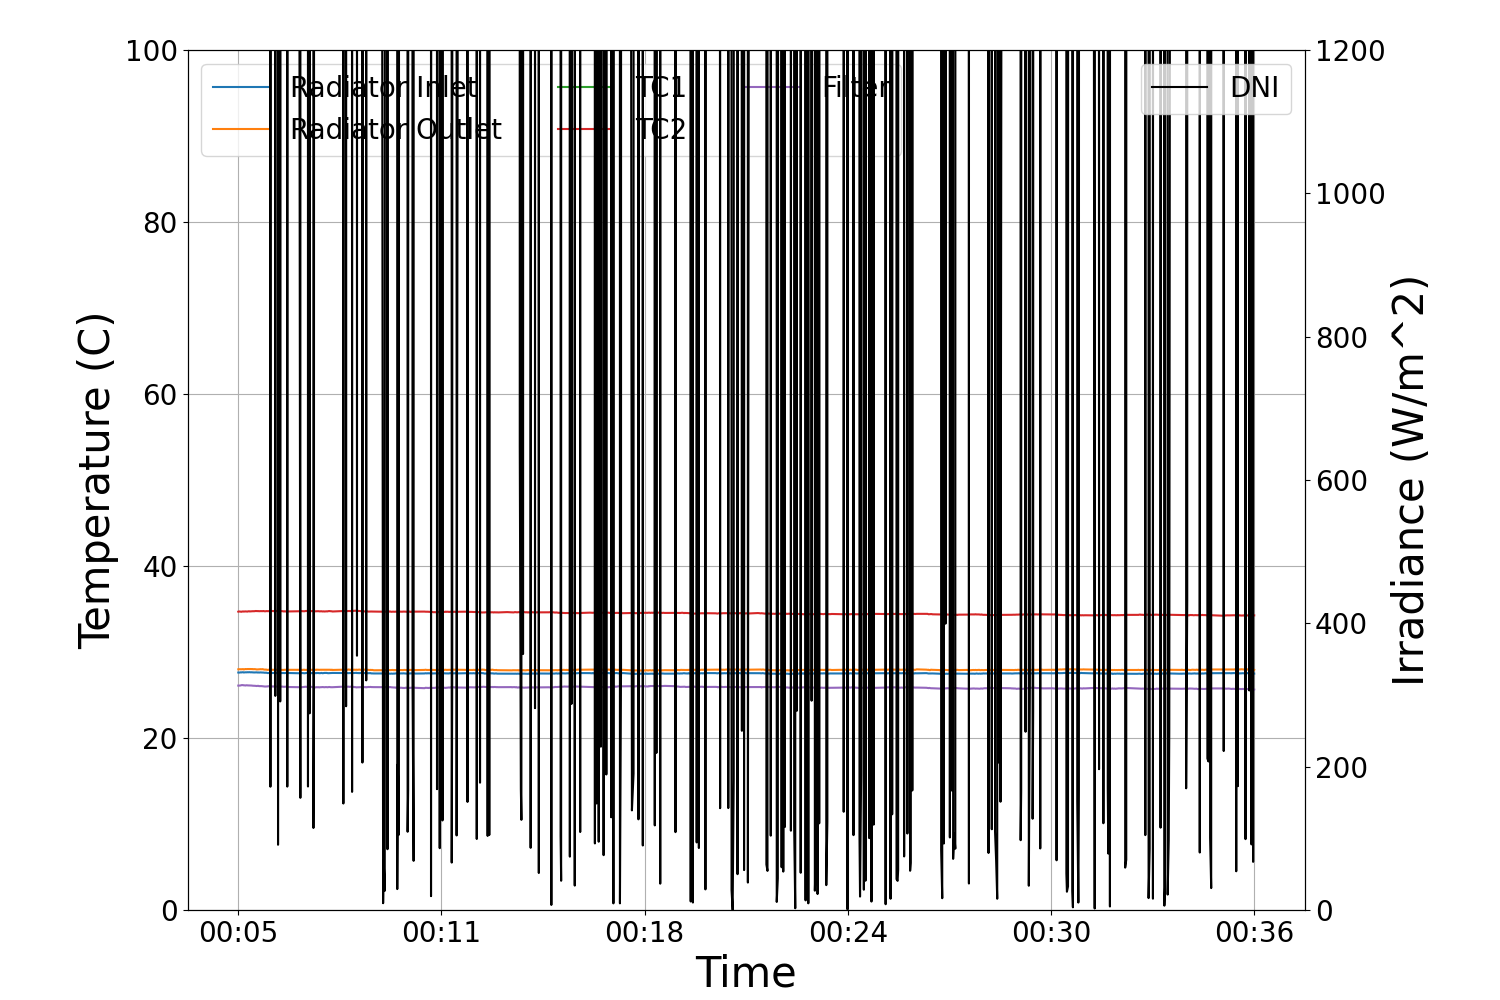 100
80
60
40
20
0
Temperature (C)
Radiator Inlet
Radiator Outlet
TC1
TC2
Filter
DNI
1200
1000
800
600
400
200
0
Irradiance (W/m^2)
00:05 00:11 00:18 00:24 00:30 00:36
Time